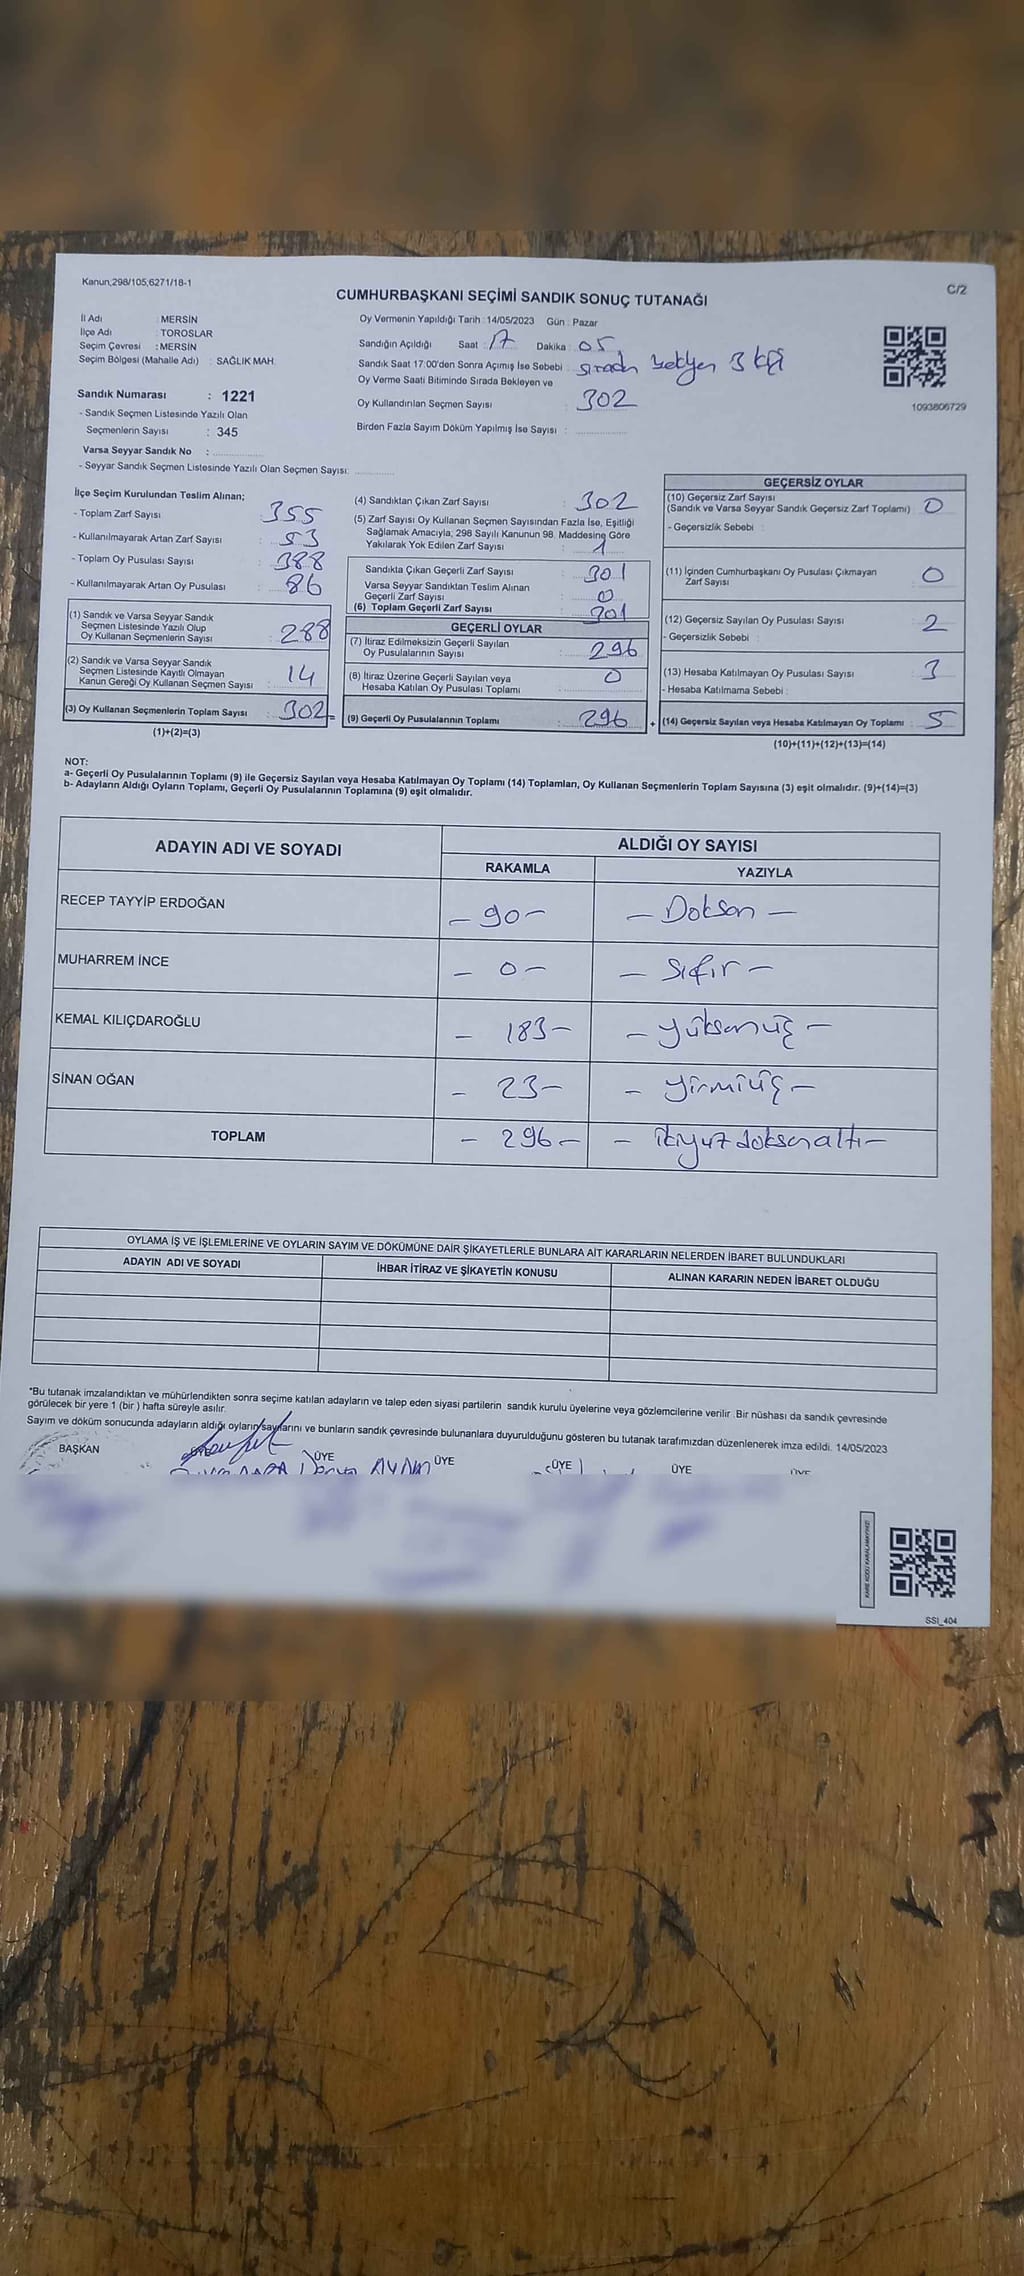 Kanun,298/105,6271/18-1
C/2
CUMHURBAŞKANI SEÇİMİ SANDIK SONUÇ TUTANAĞI
İl Adı : MERSİN
İlçe Adı : TOROSLAR
Seçim Çevresi : MERSİN
Seçim Bölgesi (Mahalle Adı) : SAĞLIK MAH.
Oy Vermenin Yapıldığı Tarih : 14/05/2023 Gün : Pazar
Sandığın Açıldığı Saat : 17 Dakika : 05
Sandık Saat 17:00'den Sonra Açımış İse Sebebi : sırada bekleyen 3 kişi
Oy Verme Saati Bitiminde Sırada Bekleyen ve
Oy Kullandırılan Seçmen Sayısı : 302
Birden Fazla Sayım Döküm Yapılmış İse Sayısı :
1093806729
Sandık Numarası : 1221
- Sandık Seçmen Listesinde Yazılı Olan
Seçmenlerin Sayısı : 345
Varsa Seyyar Sandık No :
- Seyyar Sandık Seçmen Listesinde Yazılı Olan Seçmen Sayısı:
İlçe Seçim Kurulundan Teslim Alınan;
- Toplam Zarf Sayısı : 355
- Kullanılmayarak Artan Zarf Sayısı : 53
- Toplam Oy Pusulası Sayısı : 388
- Kullanılmayarak Artan Oy Pusulası : 86
(1) Sandık ve Varsa Seyyar Sandık
Seçmen Listesinde Yazılı Olup
Oy Kullanan Seçmenlerin Sayısı : 288
(2) Sandık ve Varsa Seyyar Sandık
Seçmen Listesinde Kayıtlı Olmayan
Kanun Gereği Oy Kullanan Seçmen Sayısı : 14
(3) Oy Kullanan Seçmenlerin Toplam Sayısı : 302
(1)+(2)=(3)
(4) Sandıktan Çıkan Zarf Sayısı : 302
(5) Zarf Sayısı Oy Kullanan Seçmen Sayısından Fazla İse, Eşitliği
Sağlamak Amacıyla, 298 Sayılı Kanunun 98. Maddesine Göre
Yakılarak Yok Edilen Zarf Sayısı : 1
Sandıkta Çıkan Geçerli Zarf Sayısı : 301
Varsa Seyyar Sandıktan Teslim Alınan
Geçerli Zarf Sayısı : 0
(6) Toplam Geçerli Zarf Sayısı : 301
GEÇERLİ OYLAR
(7) İtiraz Edilmeksizin Geçerli Sayılan
Oy Pusulalarının Sayısı : 296
(8) İtiraz Üzerine Geçerli Sayılan veya
Hesaba Katılan Oy Pusulası Toplamı : 0
= (9) Geçerli Oy Pusulalarının Toplamı : 296
GEÇERSİZ OYLAR
(10) Geçersiz Zarf Sayısı
(Sandık ve Varsa Seyyar Sandık Geçersiz Zarf Toplamı) : 0
- Geçersizlik Sebebi :
(11) İçinden Cumhurbaşkanı Oy Pusulası Çıkmayan
Zarf Sayısı : 0
(12) Geçersiz Sayılan Oy Pusulası Sayısı : 2
- Geçersizlik Sebebi :
(13) Hesaba Katılmayan Oy Pusulası Sayısı : 3
- Hesaba Katılmama Sebebi :
+ (14) Geçersiz Sayılan veya Hesaba Katılmayan Oy Toplamı : 5
(10)+(11)+(12)+(13)=(14)
NOT:
a- Geçerli Oy Pusulalarının Toplamı (9) ile Geçersiz Sayılan veya Hesaba Katılmayan Oy Toplamı (14) Toplamları, Oy Kullanan Seçmenlerin Toplam Sayısına (3) eşit olmalıdır. (9)+(14)=(3)
b- Adayların Aldığı Oyların Toplamı, Geçerli Oy Pusulalarının Toplamına (9) eşit olmalıdır.
ADAYIN ADI VE SOYADI
ALDIĞI OY SAYISI
RAKAMLA YAZIYLA
RECEP TAYYİP ERDOĞAN - 90 - - Doksan -
MUHARREM İNCE - 0 - - Sıfır -
KEMAL KILIÇDAROĞLU - 183 - - yüksenüç -
SİNAN OĞAN - 23 - - yirmiüç -
TOPLAM - 296 - - ikiyüzdoksanaltı -
OYLAMA İŞ VE İŞLEMLERİNE VE OYLARIN SAYIM VE DÖKÜMÜNE DAİR ŞİKAYETLERLE BUNLARA AİT KARARLARIN NELERDEN İBARET BULUNDUKLARI
ADAYIN ADI VE SOYADI İHBAR İTİRAZ VE ŞİKAYETİN KONUSU ALINAN KARARIN NEDEN İBARET OLDUĞU
*Bu tutanak imzalandıktan ve mühürlendikten sonra seçime katılan adayların ve talep eden siyasi partilerin sandık kurulu üyelerine veya gözlemcilerine verilir .Bir nüshası da sandık çevresinde
görülecek bir yere 1 (bir ) hafta süreyle asılır.
Sayım ve döküm sonucunda adayların aldığı oyların sayılarını ve bunların sandık çevresinde bulunanlara duyurulduğunu gösteren bu tutanak tarafımızdan düzenlenerek imza edildi. 14/05/2023
BAŞKAN ÜYE ÜYE ÜYE ÜYE ÜYE
SSI_404